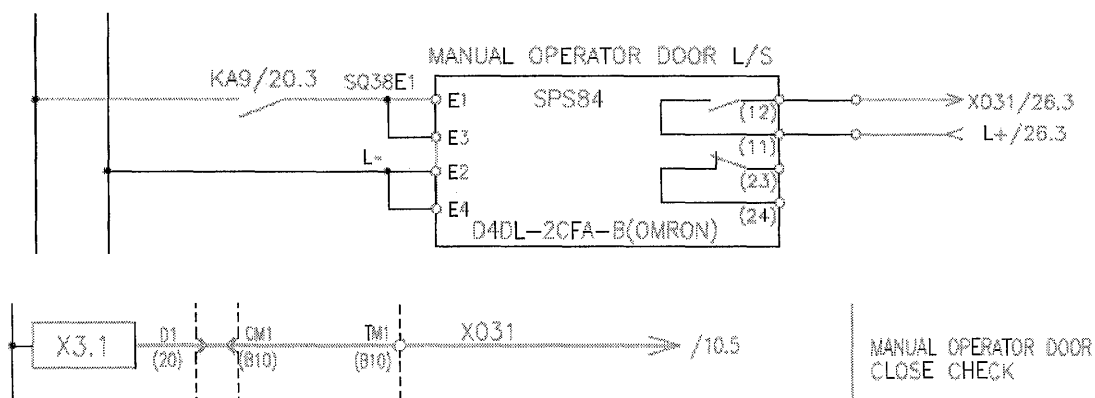 MANUAL OPERATOR DOOR L/S
KA9/20.3 SQ38E1
E1 SPS84 (12) X031/26.3
E3 (11) L+/26.3
L- E2 (23)
E4 (24)
D4DL-2CFA-B(OMRON)
X3.1 D1 CM1 TM1 X031 /10.5
(20) (B10) (B10)
MANUAL OPERATOR DOOR
CLOSE CHECK